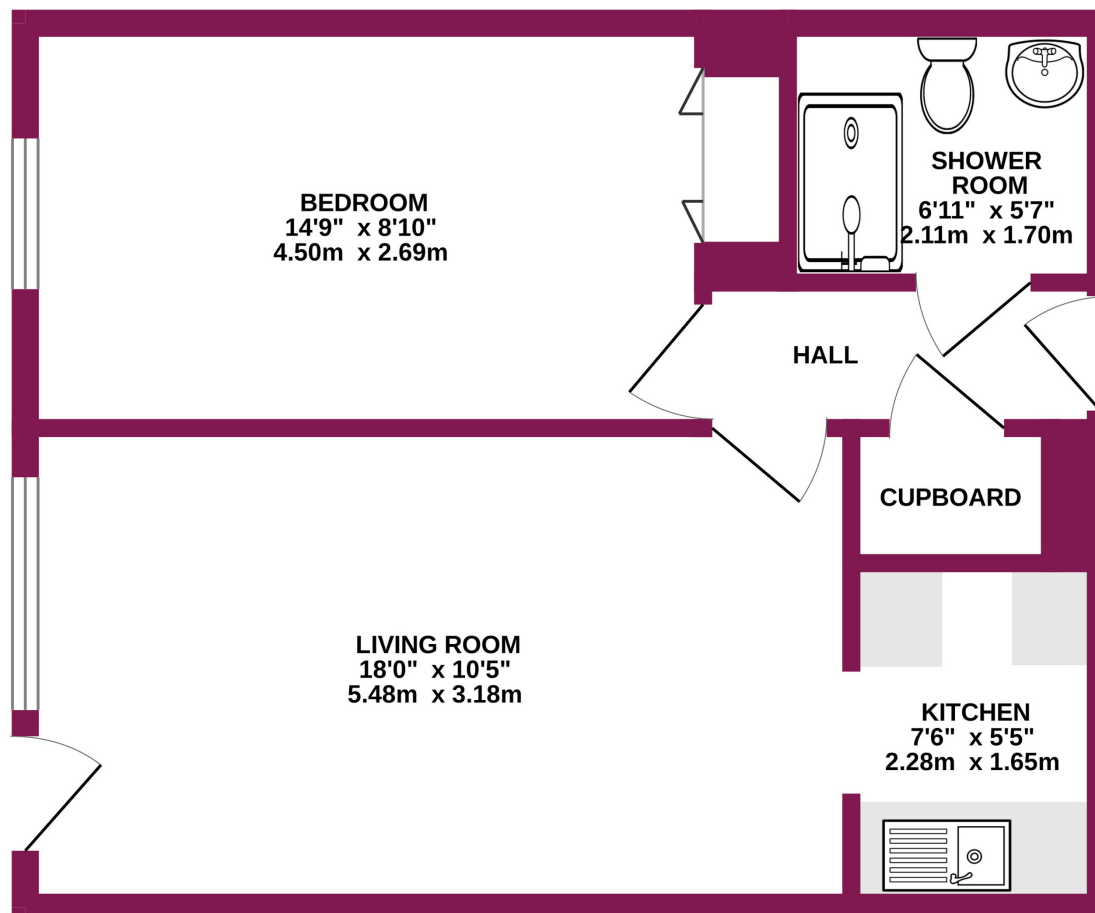 BEDROOM
14'9" x 8'10"
4.50m x 2.69m
SHOWER
ROOM
6'11" x 5'7"
2.11m x 1.70m
HALL
CUPBOARD
LIVING ROOM
18'0" x 10'5"
5.48m x 3.18m
KITCHEN
7'6" x 5'5"
2.28m x 1.65m